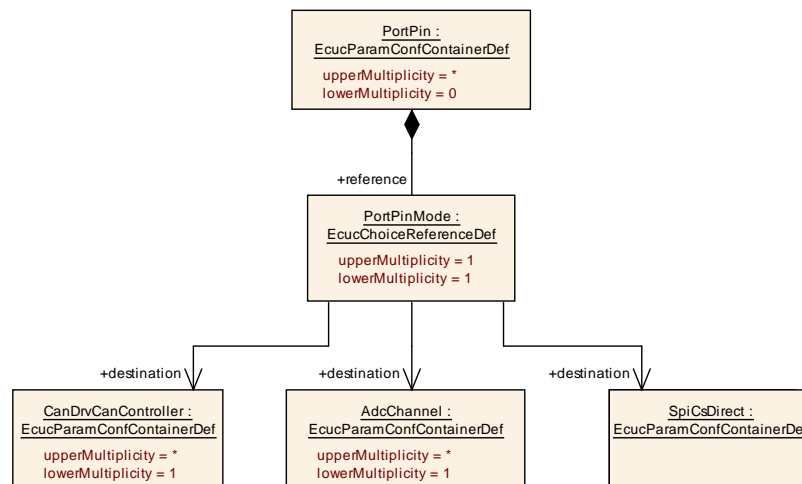 PortPin :
EcucParamConfContainerDef
upperMultiplicity = *
lowerMultiplicity = 0
+reference
PortPinMode :
EcucChoiceReferenceDef
upperMultiplicity = 1
lowerMultiplicity = 1
+destination
+destination
+destination
CanDrvCanController :
EcucParamConfContainerDef
upperMultiplicity = *
lowerMultiplicity = 1
AdcChannel :
EcucParamConfContainerDef
upperMultiplicity = *
lowerMultiplicity = 1
SpiCsDirect :
EcucParamConfContainerDef